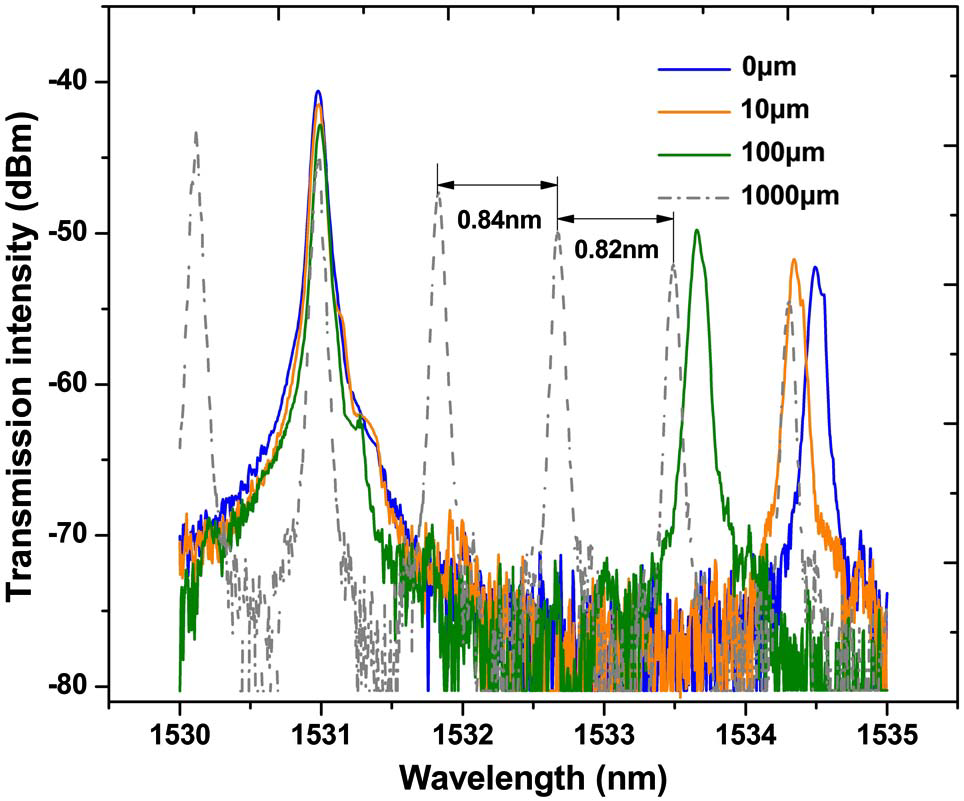 0μm
10μm
100μm
1000μm
0.84nm
0.82nm
-40
-50
-60
-70
-80
Transmission intensity (dBm)
1530 1531 1532 1533 1534 1535
Wavelength (nm)